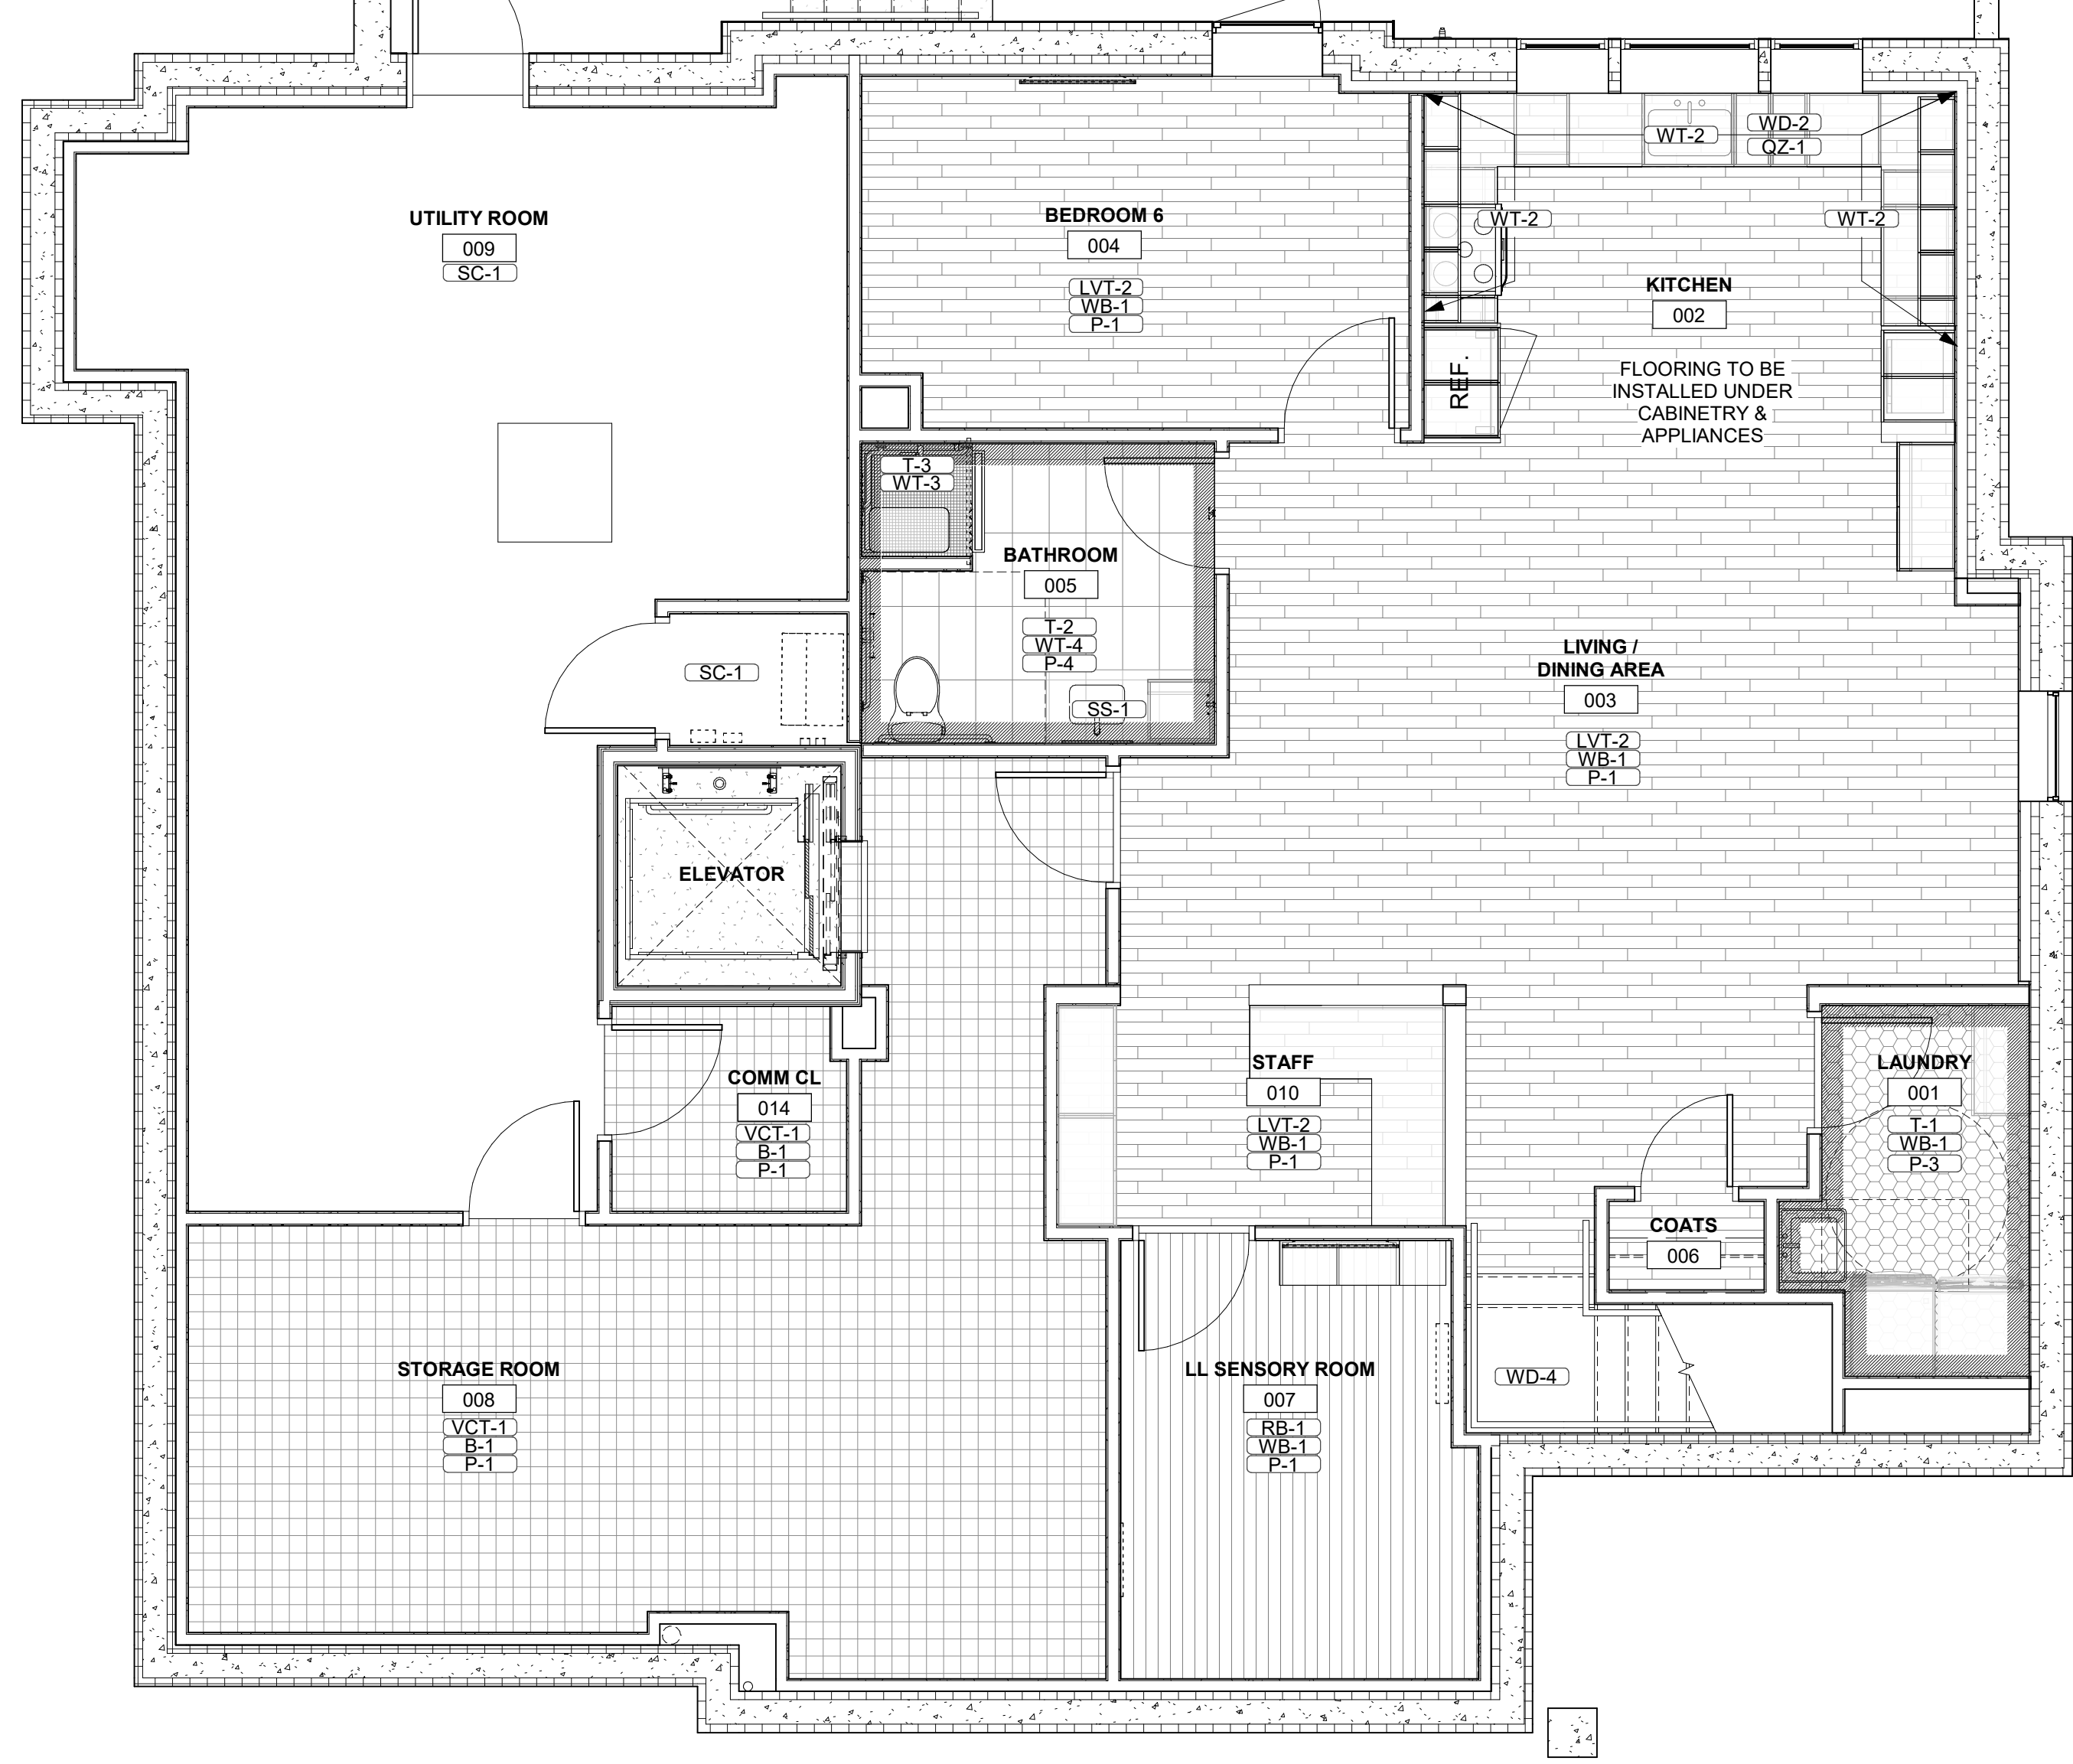 WT-2
WD-2
QZ-1
UTILITY ROOM
009
SC-1
BEDROOM 6
004
LVT-2
WB-1
P-1
WT-2
WT-2
KITCHEN
002
REF.
FLOORING TO BE
INSTALLED UNDER
CABINETRY &
APPLIANCES
T-3
WT-3
BATHROOM
005
T-2
WT-4
P-4
SS-1
SC-1
LIVING /
DINING AREA
003
LVT-2
WB-1
P-1
ELEVATOR
COMM CL
014
VCT-1
B-1
P-1
STAFF
010
LVT-2
WB-1
P-1
LAUNDRY
001
T-1
WB-1
P-3
COATS
006
STORAGE ROOM
008
VCT-1
B-1
P-1
LL SENSORY ROOM
007
RB-1
WB-1
P-1
WD-4